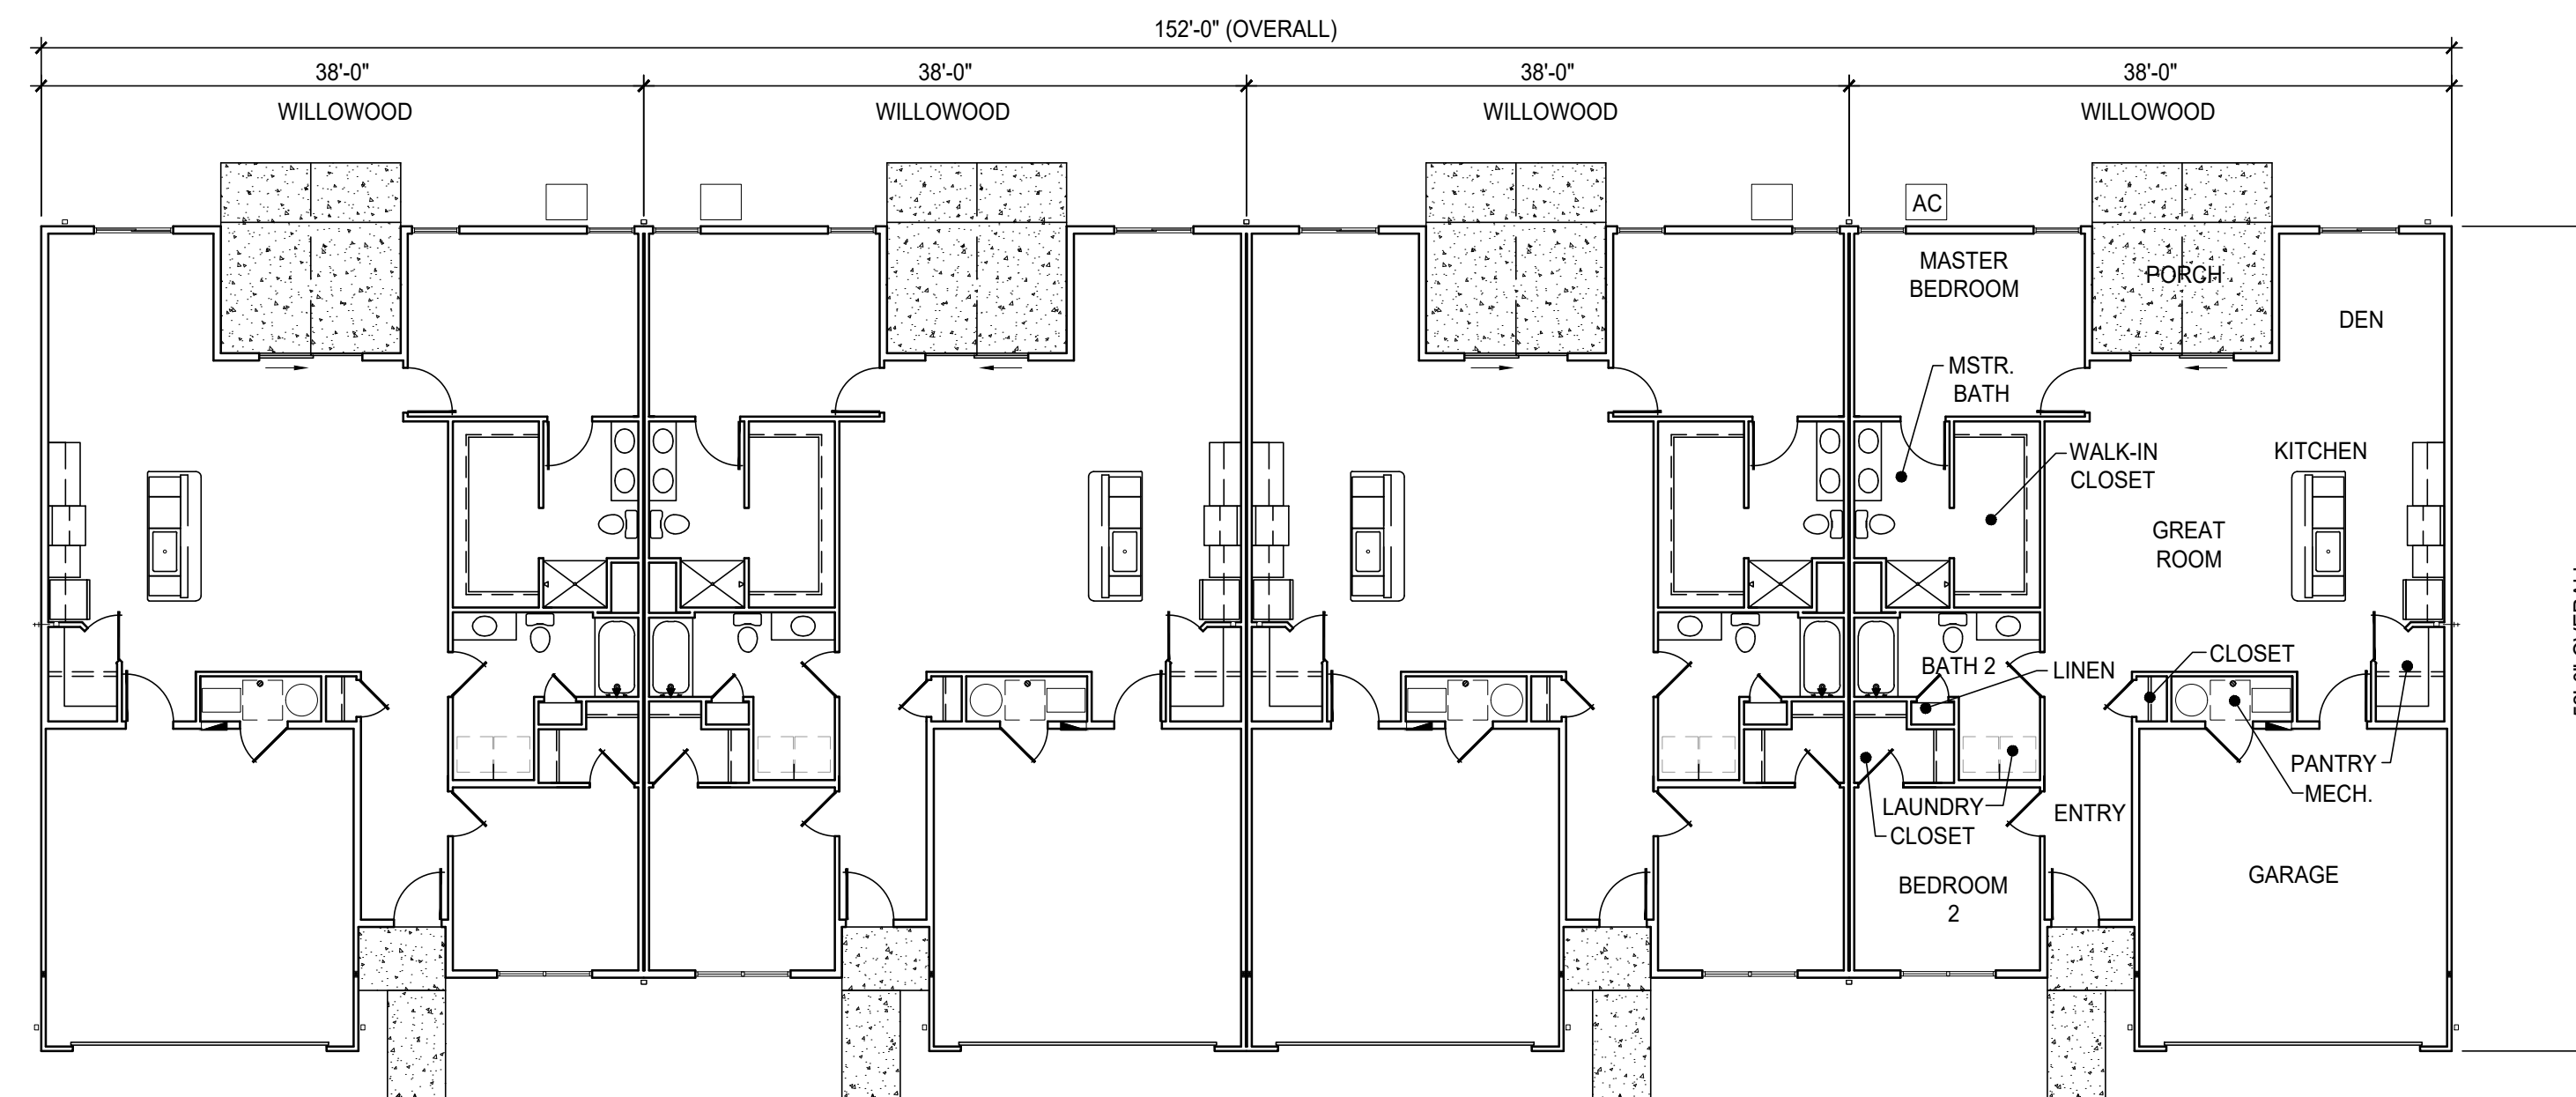 152'-0" (OVERALL)
38'-0"
38'-0"
38'-0"
38'-0"
WILLOWOOD
WILLOWOOD
WILLOWOOD
WILLOWOOD
AC
MASTER
BEDROOM
PORCH
DEN
MSTR.
BATH
WALK-IN
CLOSET
KITCHEN
GREAT
ROOM
CLOSET
BATH 2
LINEN
PANTRY
MECH.
LAUNDRY
CLOSET
ENTRY
GARAGE
BEDROOM
2